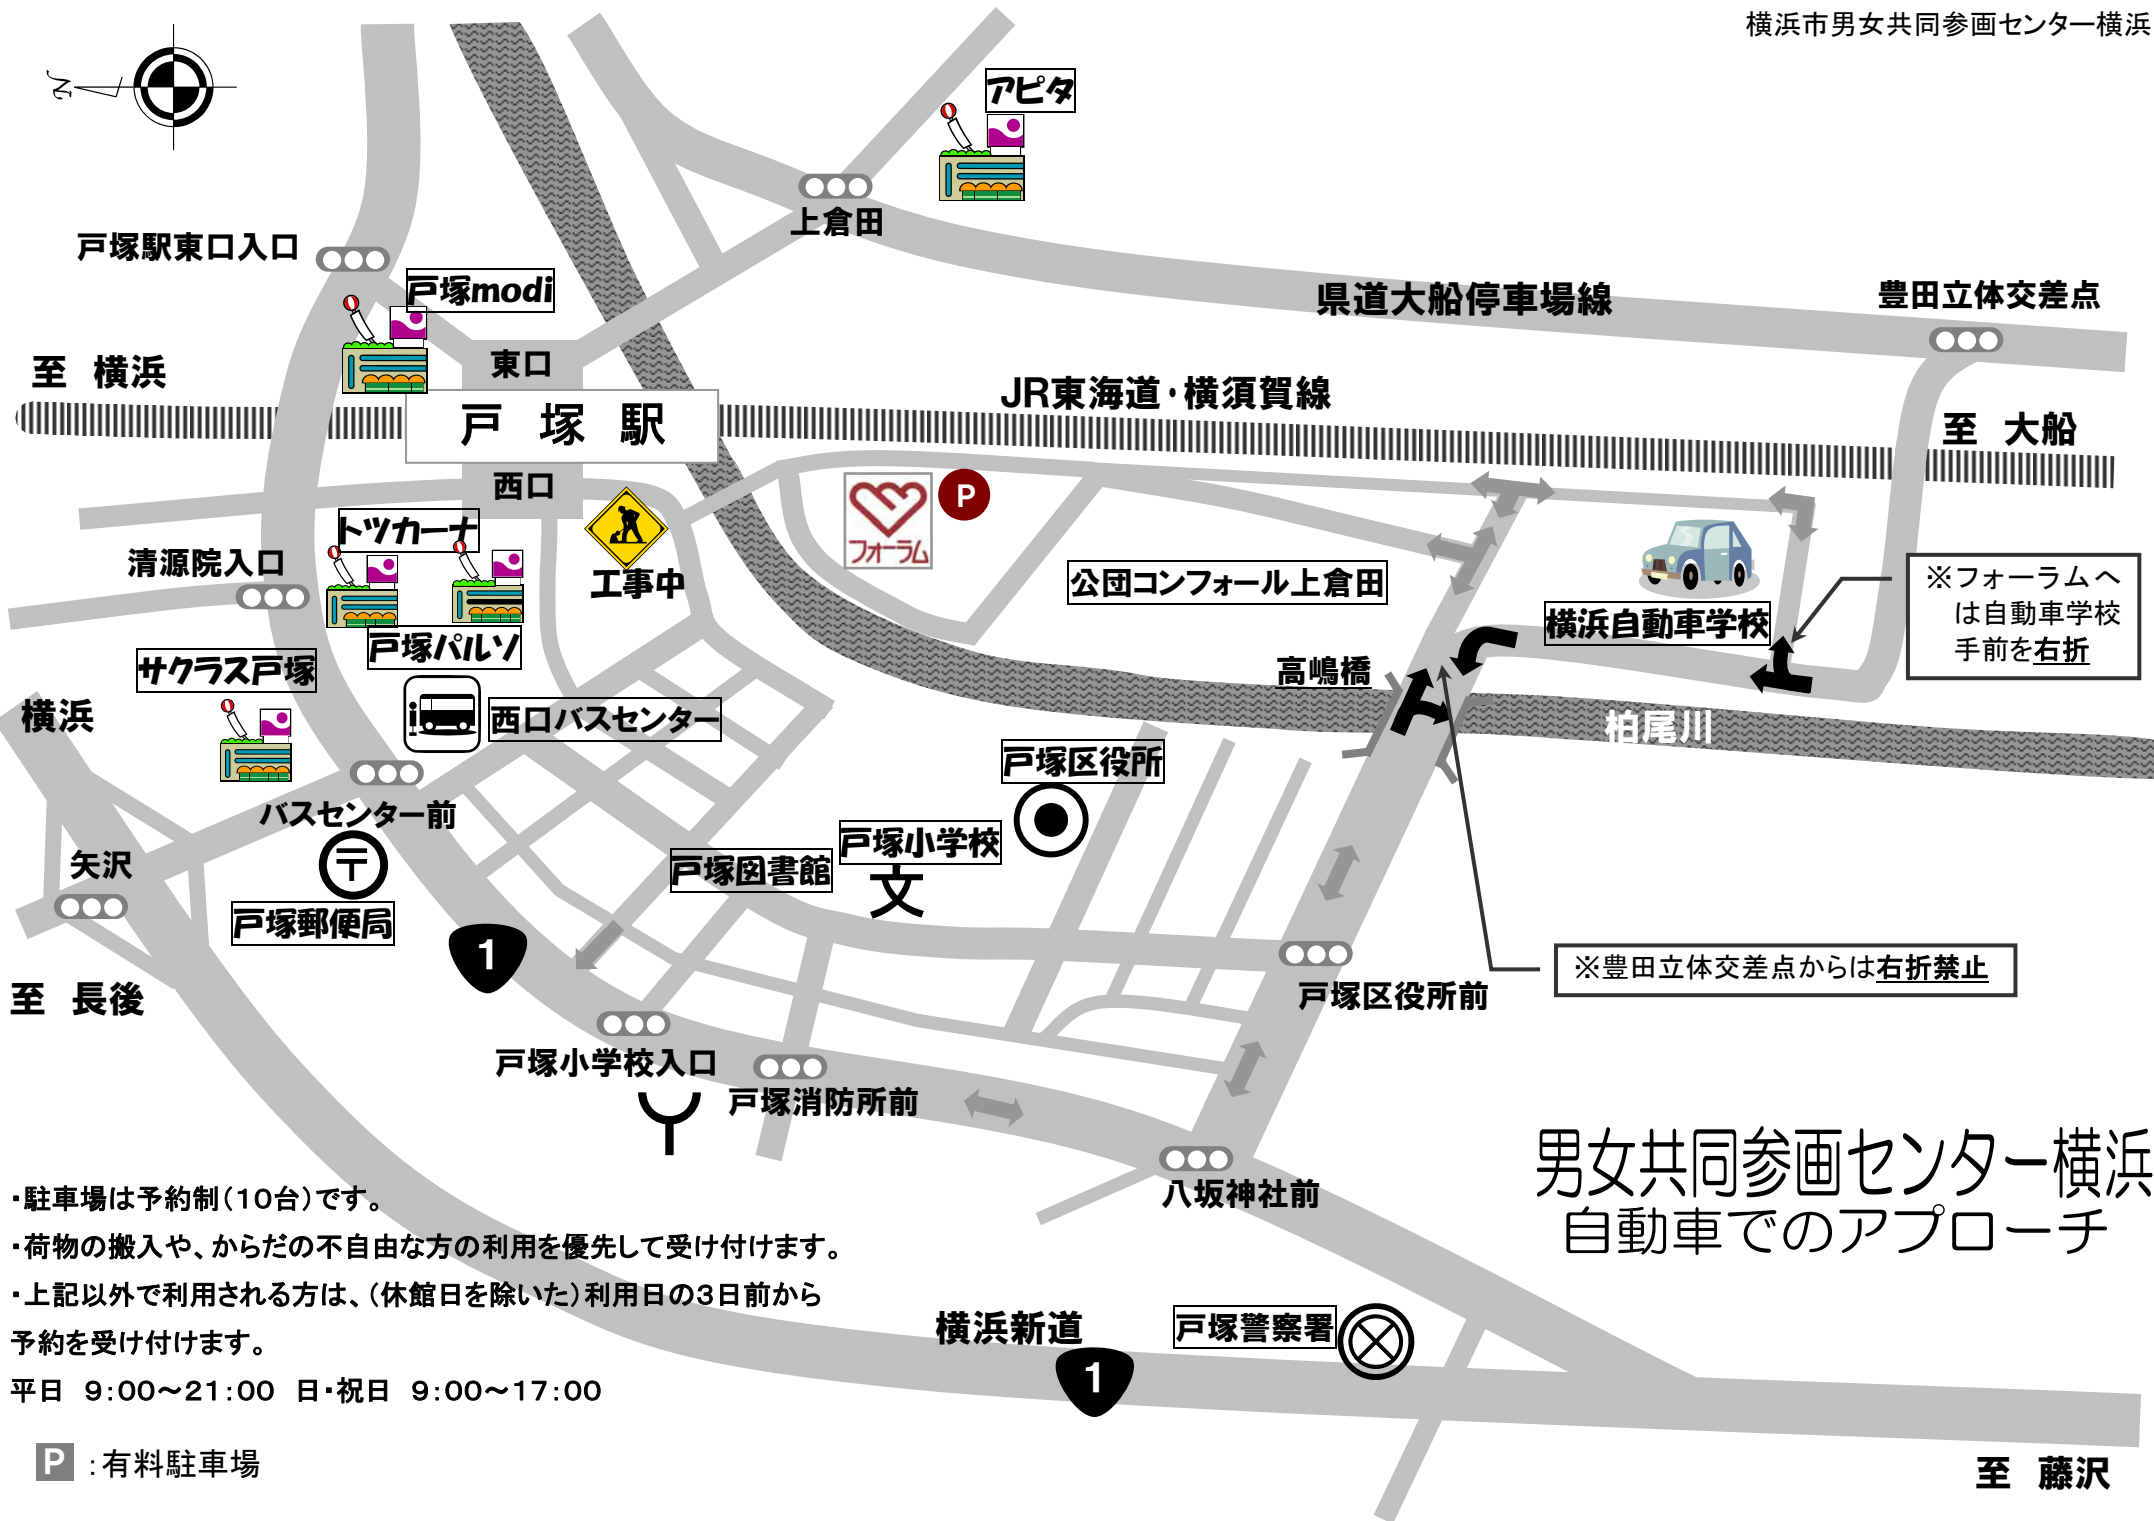 横浜市男女共同参画センター横浜
N
アピタ
上倉田
戸塚駅東口入口
戸塚modi
県道大船停車場線
豊田立体交差点
東口
至 横浜
JR東海道・横須賀線
戸 塚 駅
至 大船
西口
P
フォーラム
トツカーナ
清源院入口
工事中
公団コンフォール上倉田
※フォーラムへ
は自動車学校
手前を右折
横浜自動車学校
戸塚パルソ
サクラス戸塚
高嶋橋
横浜
西口バスセンター
柏尾川
戸塚区役所
バスセンター前
戸塚小学校
文
矢沢
〒
戸塚図書館
戸塚郵便局
1
※豊田立体交差点からは右折禁止
至 長後
戸塚区役所前
戸塚小学校入口
戸塚消防所前
八坂神社前
男女共同参画センター横浜
自動車でのアプローチ
・駐車場は予約制(10台)です。
・荷物の搬入や、からだの不自由な方の利用を優先して受け付けます。
・上記以外で利用される方は、(休館日を除いた)利用日の3日前から
予約を受け付けます。
平日 9:00～21:00 日・祝日 9:00～17:00
横浜新道
1
戸塚警察署
P :有料駐車場
至 藤沢